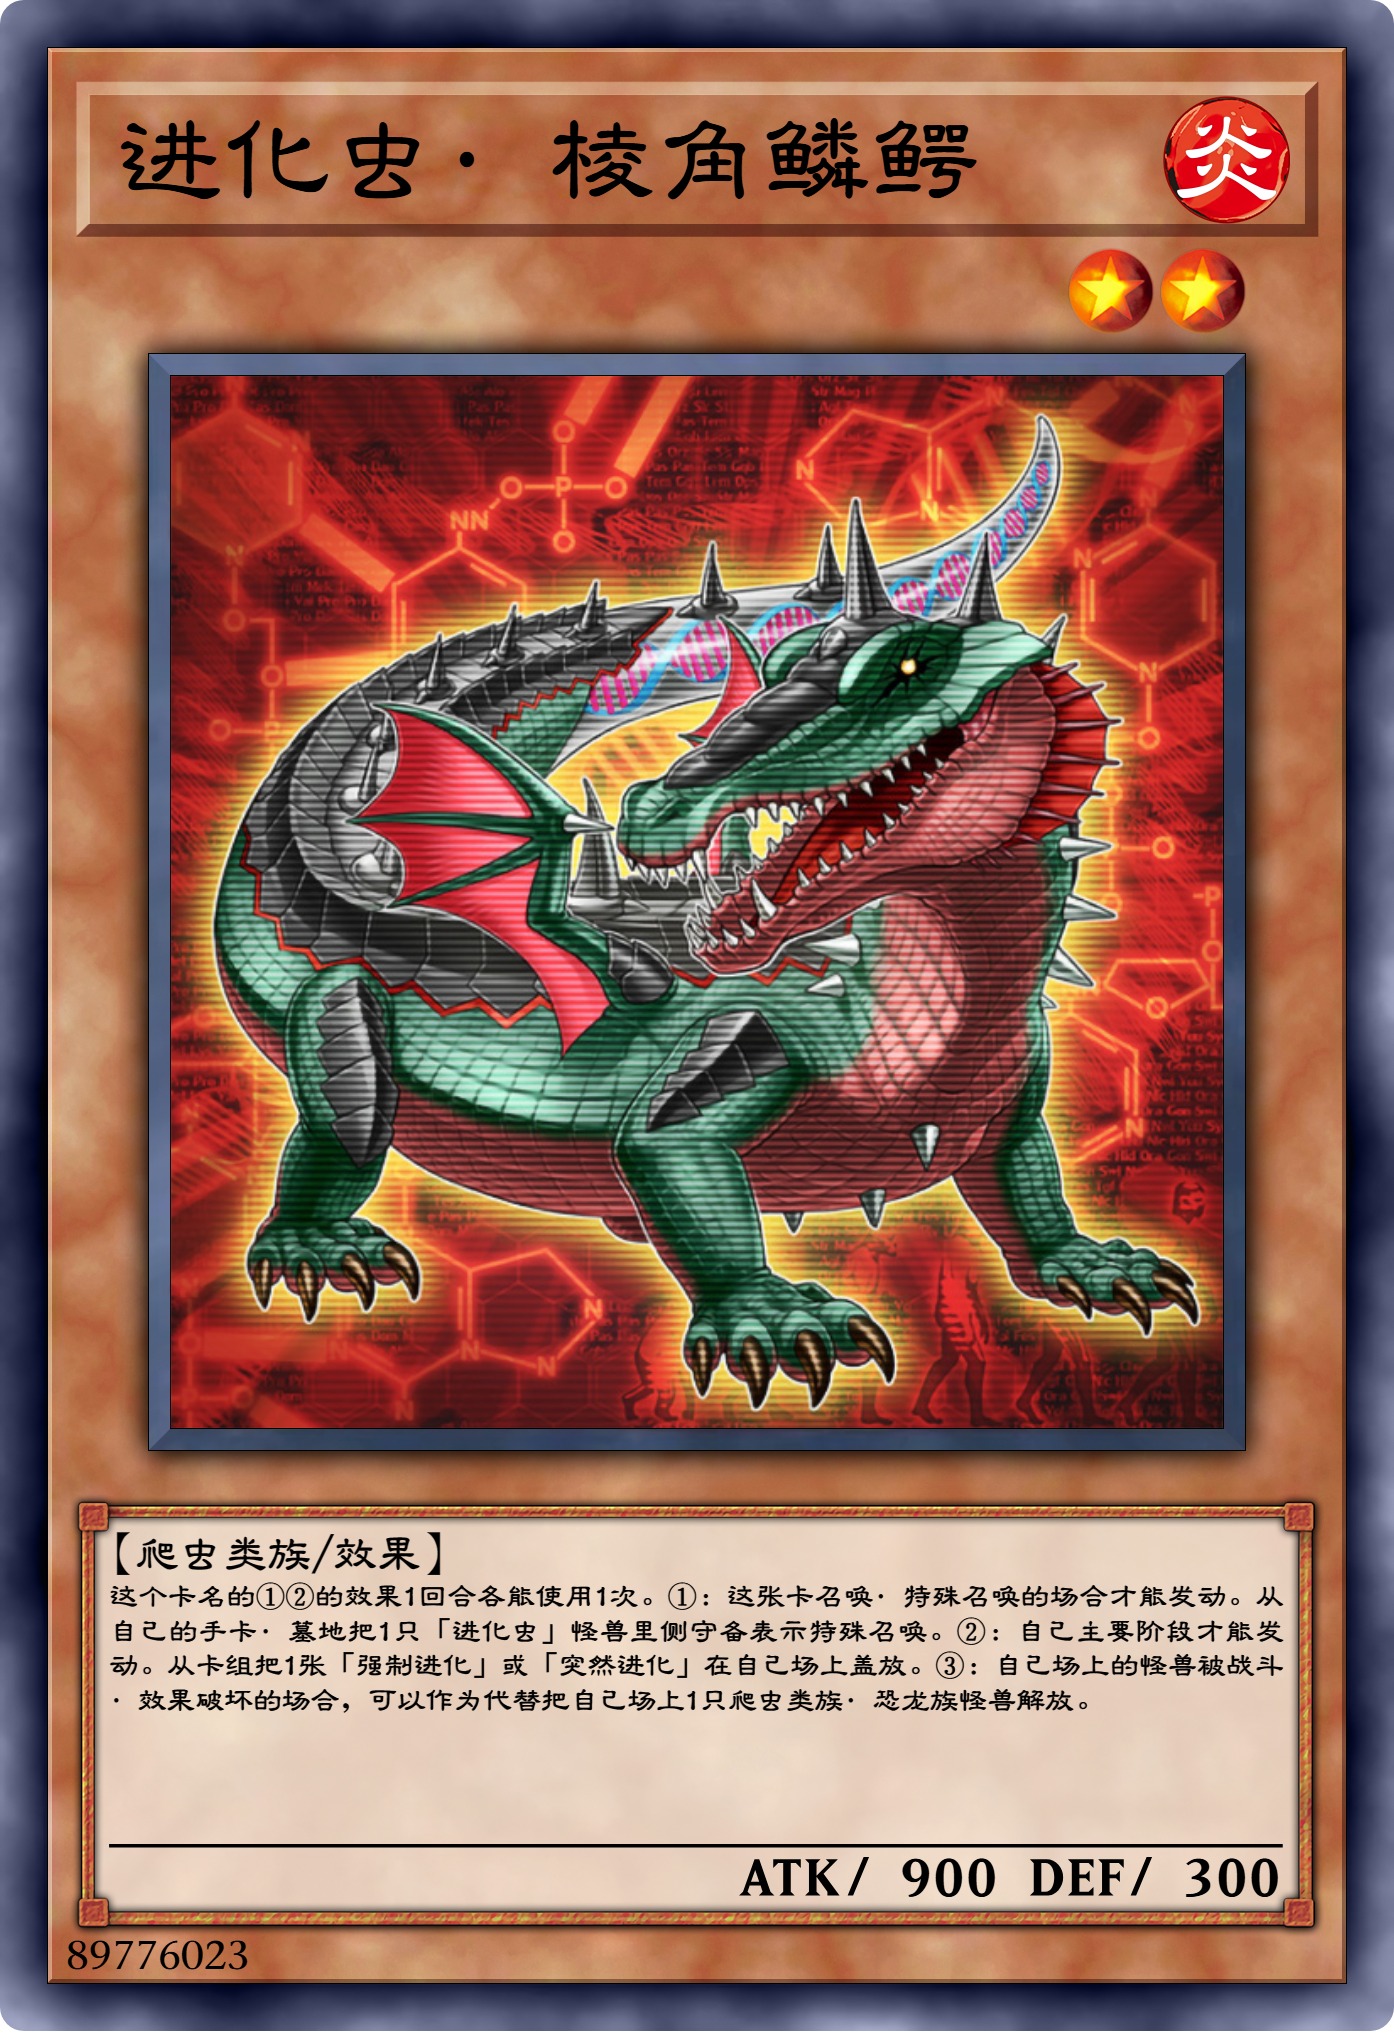 进化虫·棱角鳞鳄
炎
【爬虫类族/效果】
这个卡名的①②的效果1回合各能使用1次。①：这张卡召唤·特殊召唤的场合才能发动。从
自己的手卡·墓地把1只「进化虫」怪兽里侧守备表示特殊召唤。②：自己主要阶段才能发
动。从卡组把1张「强制进化」或「突然进化」在自己场上盖放。③：自己场上的怪兽被战斗
·效果破坏的场合，可以作为代替把自己场上1只爬虫类族·恐龙族怪兽解放。
ATK/ 900 DEF/ 300
89776023